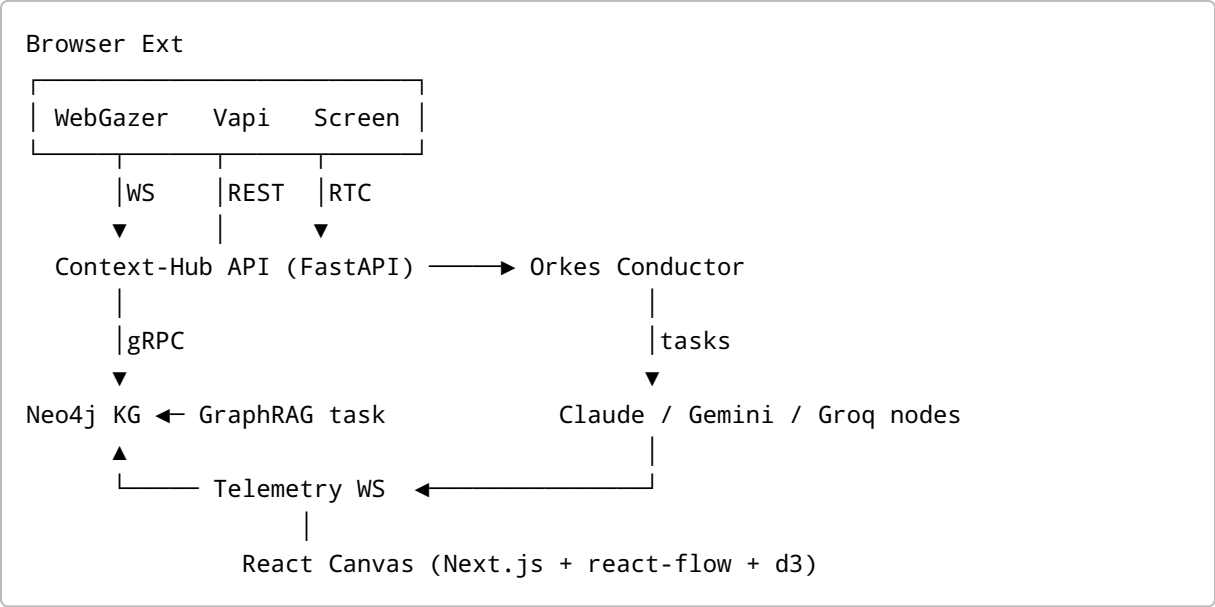 Browser Ext
WebGazer Vapi Screen
WS REST RTC
Context-Hub API (FastAPI) Orkes Conductor
gRPC tasks
Neo4j KG GraphRAG task Claude / Gemini / Groq nodes
Telemetry WS
React Canvas (Next.js + react-flow + d3)